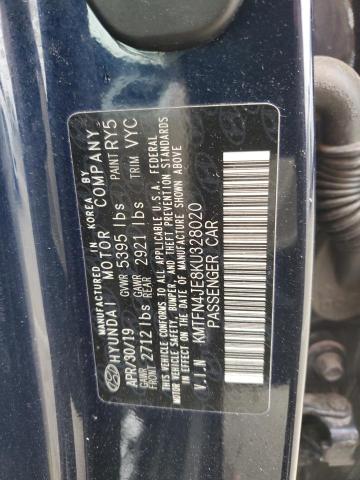 MANUFACTURED IN KOREA BY
HYUNDAI MOTOR COMPANY
APR/30/19 GVWR 5395 lbs PAINT RY5
GAWR FRONT 2712 lbs GAWR REAR 2921 lbs TRIM VYC
THIS VEHICLE CONFORMS TO ALL APPLICABLE U.S.A. FEDERAL
MOTOR VEHICLE SAFETY, BUMPER, AND THEFT PREVENTION STANDARDS
IN EFFECT ON THE DATE OF MANUFACTURE SHOWN ABOVE.
V.I.N KMTFN4JE8KU328020
PASSENGER CAR